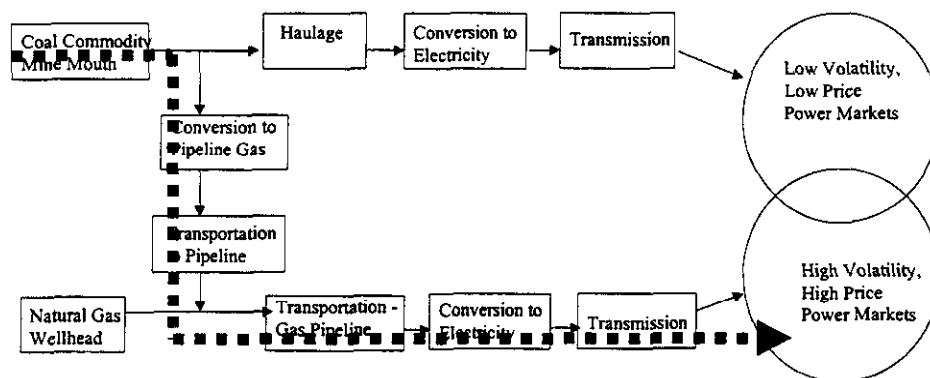 Coal Commodity
Mine Mouth
Haulage
Conversion to
Electricity
Transmission
Low Volatility,
Low Price
Power Markets
Conversion to
Pipeline Gas
Transportation
Pipeline
Natural Gas
Wellhead
Transportation -
Gas Pipeline
Conversion to
Electricity
Transmission
High Volatility,
High Price
Power Markets